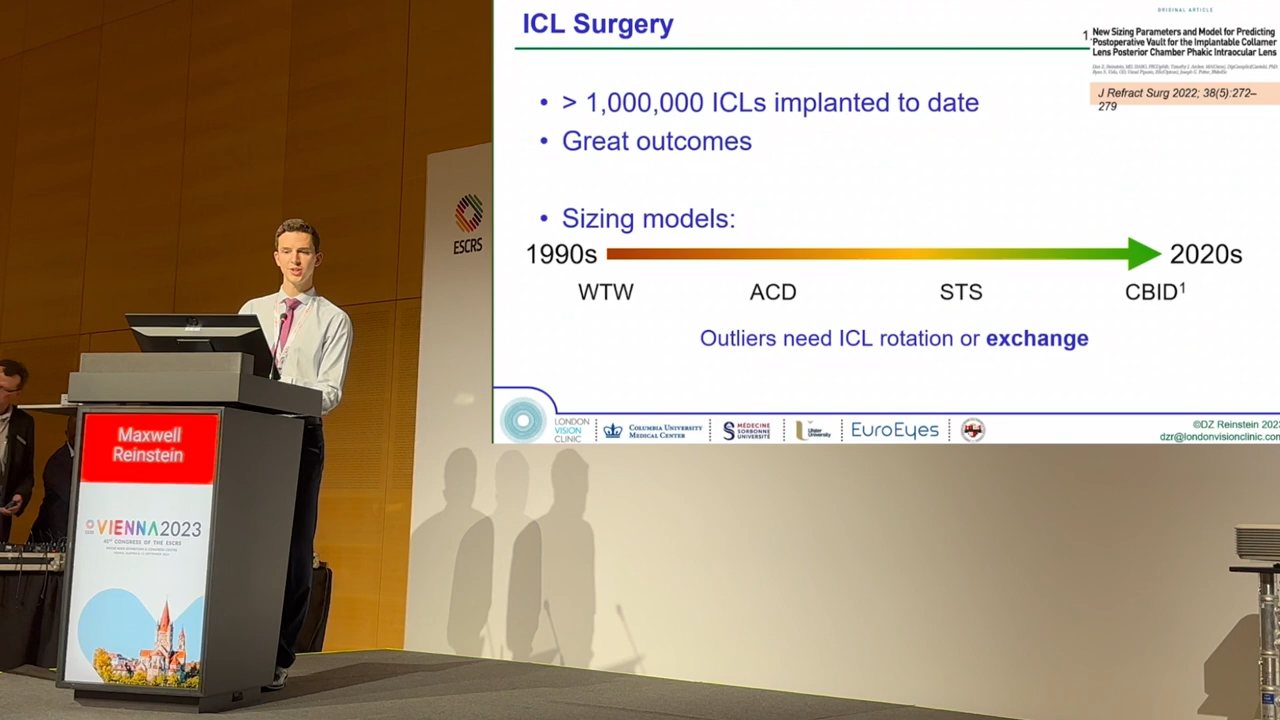 ICL Surgery
ORIGINAL ARTICLE
1.
New Sizing Parameters and Model for Predicting
Postoperative Vault for the Implantable Collamer
Lens Posterior Chamber Phakic Intraocular Lens
J Refract Surg 2022; 38(5):272–
279
• > 1,000,000 ICLs implanted to date
• Great outcomes
• Sizing models:
1990s
2020s
WTW ACD STS CBID1
Outliers need ICL rotation or exchange
LONDON
VISION
CLINIC
COLUMBIA UNIVERSITY
MEDICAL CENTER
MÉDECINE
SORBONNE
UNIVERSITÉ
Ulster
University
EuroEyes
©DZ Reinstein 2023
dzr@londonvisionclinic.com
ESCRS
Maxwell
Reinstein
VIENNA2023
41ST CONGRESS OF THE ESCRS